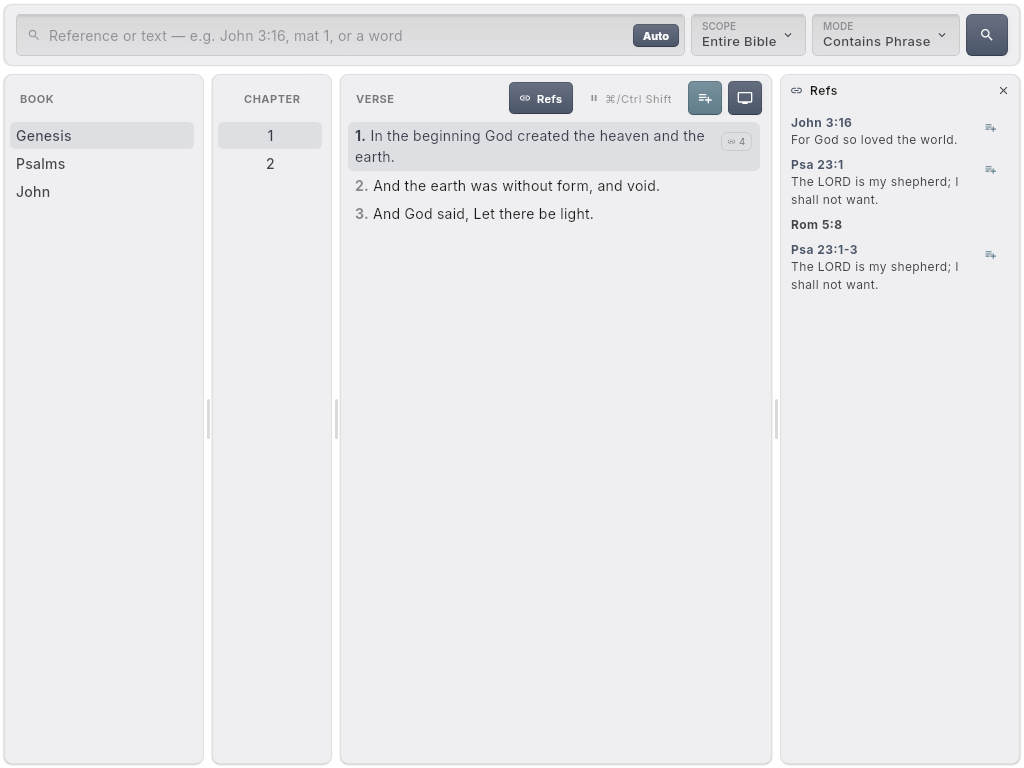 Reference or text — e.g. John 3:16, mat 1, or a word
Auto
SCOPE
Entire Bible
MODE
Contains Phrase
BOOK
Genesis
Psalms
John
CHAPTER
1
2
VERSE
Refs
⌘/Ctrl Shift
1. In the beginning God created the heaven and the
earth.
4
2. And the earth was without form, and void.
3. And God said, Let there be light.
Refs
John 3:16
For God so loved the world.
Psa 23:1
The LORD is my shepherd; I
shall not want.
Rom 5:8
Psa 23:1-3
The LORD is my shepherd; I
shall not want.